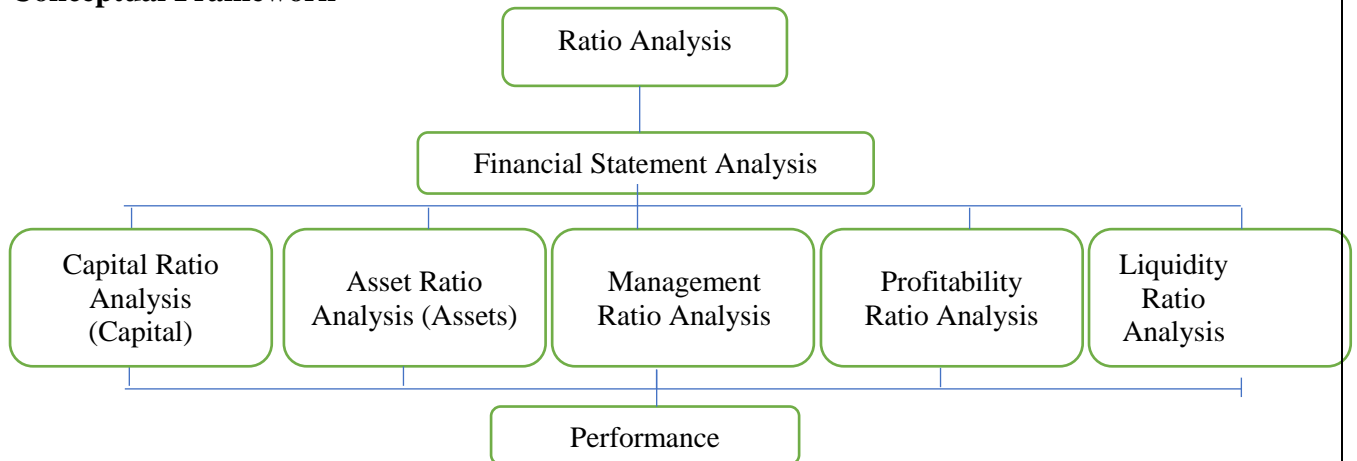 Conceptual Framework
Ratio Analysis
Financial Statement Analysis
Capital Ratio
Analysis
(Capital)
Asset Ratio
Analysis (Assets)
Management
Ratio Analysis
Profitability
Ratio Analysis
Liquidity
Ratio
Analysis
Performance